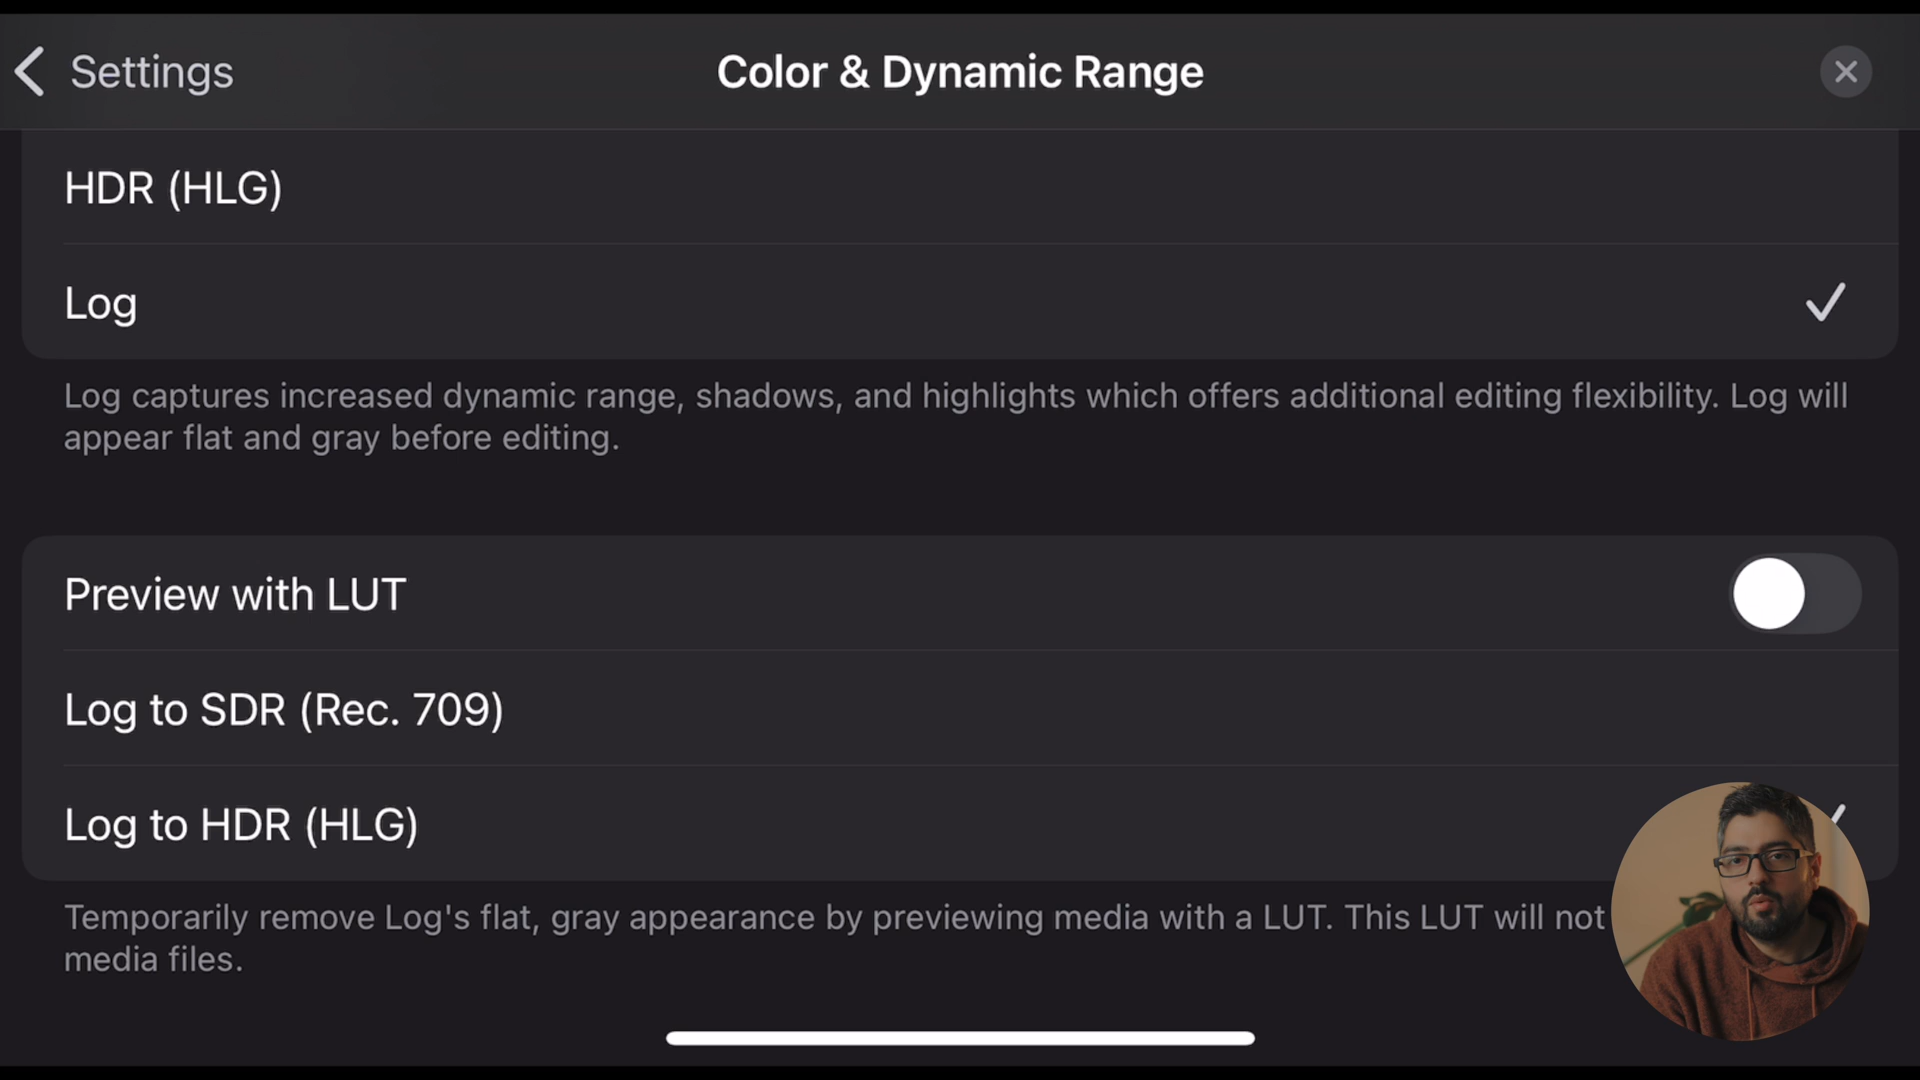 Settings
Color & Dynamic Range
HDR (HLG)
Log
Log captures increased dynamic range, shadows, and highlights which offers additional editing flexibility. Log will
appear flat and gray before editing.
Preview with LUT
Log to SDR (Rec. 709)
Log to HDR (HLG)
Temporarily remove Log's flat, gray appearance by previewing media with a LUT. This LUT will not
media files.